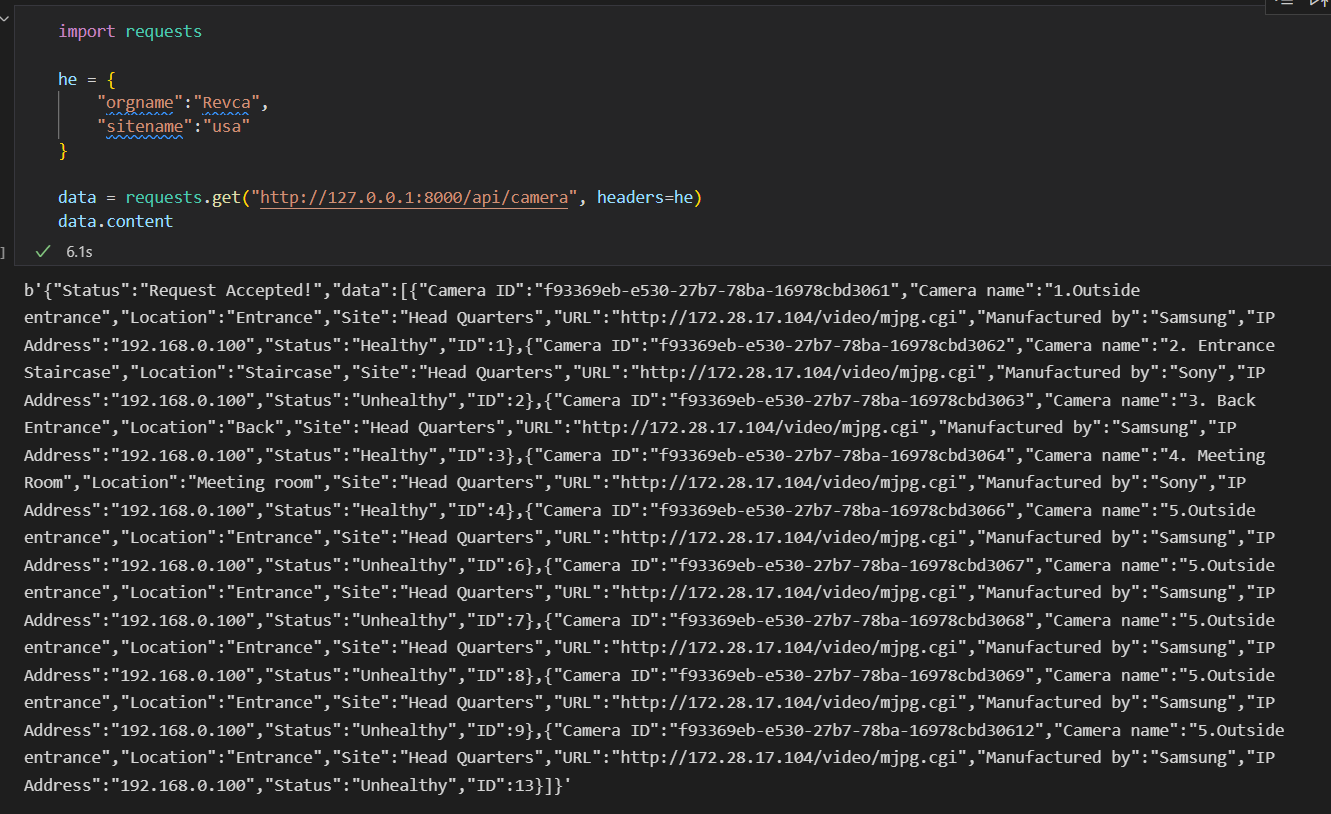 import requests
he = {
"orgname":"Revca",
"sitename":"usa"
}
data = requests.get("http://127.0.0.1:8000/api/camera", headers=he)
data.content
]
6.1s
b'{"Status":"Request Accepted!","data":[{"Camera ID":"f93369eb-e530-27b7-78ba-16978cbd3061","Camera name":"1.Outside
entrance","Location":"Entrance","Site":"Head Quarters","URL":"http://172.28.17.104/video/mjpg.cgi","Manufactured by":"Samsung","IP
Address":"192.168.0.100","Status":"Healthy","ID":1},{"Camera ID":"f93369eb-e530-27b7-78ba-16978cbd3062","Camera name":"2. Entrance
Staircase","Location":"Staircase","Site":"Head Quarters","URL":"http://172.28.17.104/video/mjpg.cgi","Manufactured by":"Sony","IP
Address":"192.168.0.100","Status":"Unhealthy","ID":2},{"Camera ID":"f93369eb-e530-27b7-78ba-16978cbd3063","Camera name":"3. Back
Entrance","Location":"Back","Site":"Head Quarters","URL":"http://172.28.17.104/video/mjpg.cgi","Manufactured by":"Samsung","IP
Address":"192.168.0.100","Status":"Healthy","ID":3},{"Camera ID":"f93369eb-e530-27b7-78ba-16978cbd3064","Camera name":"4. Meeting
Room","Location":"Meeting room","Site":"Head Quarters","URL":"http://172.28.17.104/video/mjpg.cgi","Manufactured by":"Sony","IP
Address":"192.168.0.100","Status":"Healthy","ID":4},{"Camera ID":"f93369eb-e530-27b7-78ba-16978cbd3066","Camera name":"5.Outside
entrance","Location":"Entrance","Site":"Head Quarters","URL":"http://172.28.17.104/video/mjpg.cgi","Manufactured by":"Samsung","IP
Address":"192.168.0.100","Status":"Unhealthy","ID":6},{"Camera ID":"f93369eb-e530-27b7-78ba-16978cbd3067","Camera name":"5.Outside
entrance","Location":"Entrance","Site":"Head Quarters","URL":"http://172.28.17.104/video/mjpg.cgi","Manufactured by":"Samsung","IP
Address":"192.168.0.100","Status":"Unhealthy","ID":7},{"Camera ID":"f93369eb-e530-27b7-78ba-16978cbd3068","Camera name":"5.Outside
entrance","Location":"Entrance","Site":"Head Quarters","URL":"http://172.28.17.104/video/mjpg.cgi","Manufactured by":"Samsung","IP
Address":"192.168.0.100","Status":"Unhealthy","ID":8},{"Camera ID":"f93369eb-e530-27b7-78ba-16978cbd3069","Camera name":"5.Outside
entrance","Location":"Entrance","Site":"Head Quarters","URL":"http://172.28.17.104/video/mjpg.cgi","Manufactured by":"Samsung","IP
Address":"192.168.0.100","Status":"Unhealthy","ID":9},{"Camera ID":"f93369eb-e530-27b7-78ba-16978cbd30612","Camera name":"5.Outside
entrance","Location":"Entrance","Site":"Head Quarters","URL":"http://172.28.17.104/video/mjpg.cgi","Manufactured by":"Samsung","IP
Address":"192.168.0.100","Status":"Unhealthy","ID":13}]}'